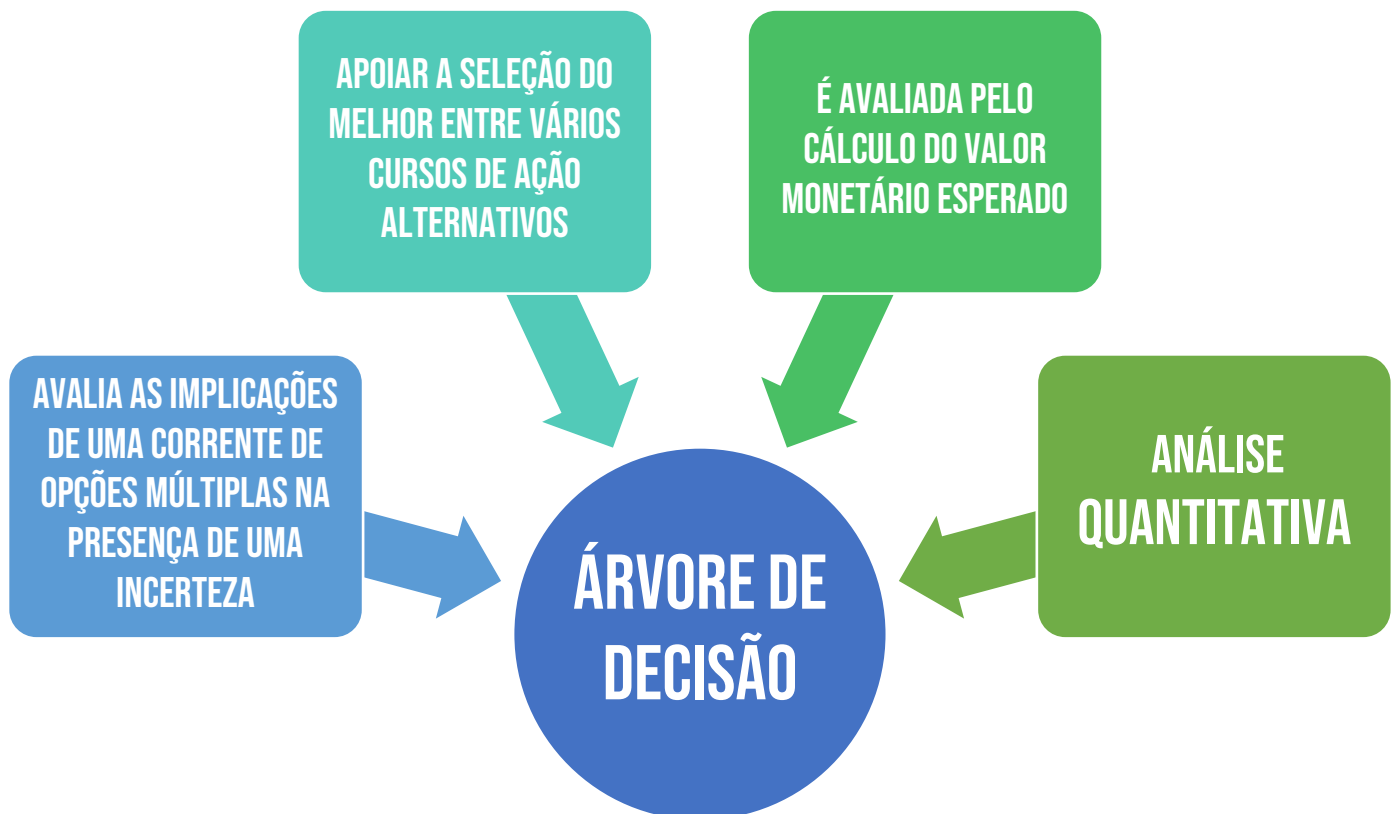 APOIAR A SELEÇÃO DO
MELHOR ENTRE VÁRIOS
CURSOS DE AÇÃO
ALTERNATIVOS
É AVALIADA PELO
CÁLCULO DO VALOR
MONETÁRIO ESPERADO
AVALIA AS IMPLICAÇÕES
DE UMA CORRENTE DE
OPÇÕES MÚLTIPLAS NA
PRESENÇA DE UMA
INCERTEZA
ANÁLISE
QUANTITATIVA
ÁRVORE DE
DECISÃO